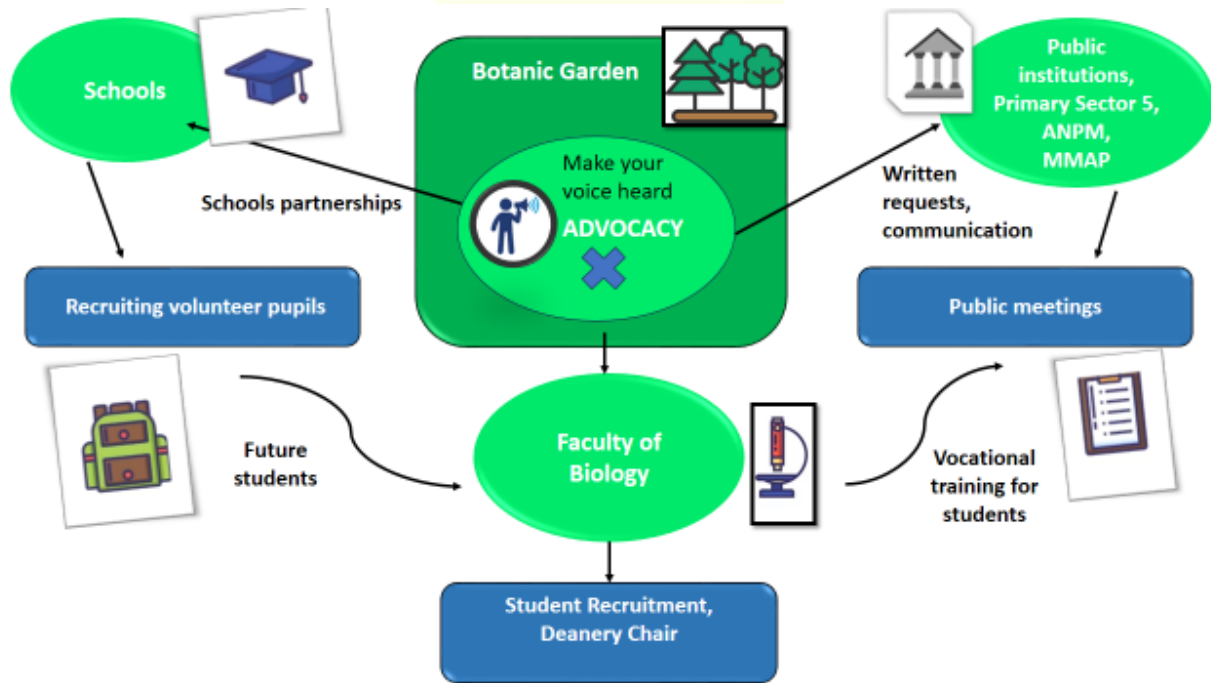 Schools
Botanic Garden
Public
institutions,
Primary Sector 5,
ANPM,
MMAP
Make your
voice heard
ADVOCACY
Schools partnerships
Written
requests,
communication
Recruiting volunteer pupils
Public meetings
Faculty of
Biology
Future
students
Vocational
training for
students
Student Recruitment,
Deanery Chair